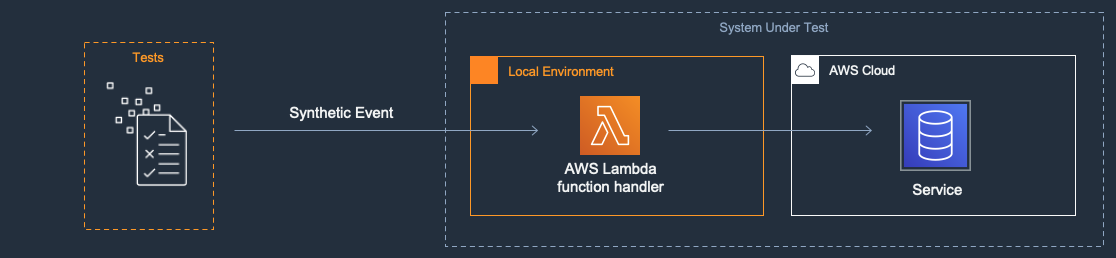 System Under Test
Tests
Local Environment
AWS Cloud
Synthetic Event
AWS Lambda
function handler
Service